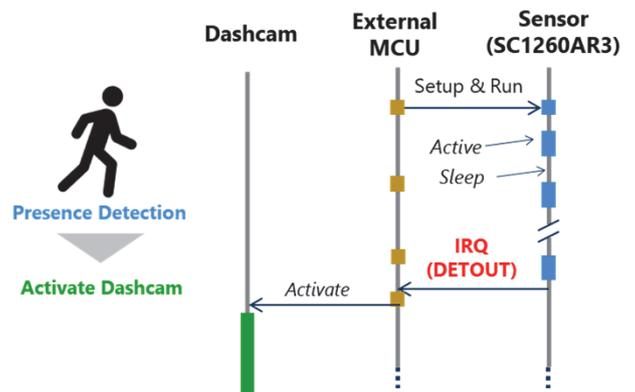 Dashcam
External
MCU
Sensor
(SC1260AR3)
Setup & Run
Active
Sleep
Presence Detection
IRQ
(DETOUT)
Activate Dashcam
Activate